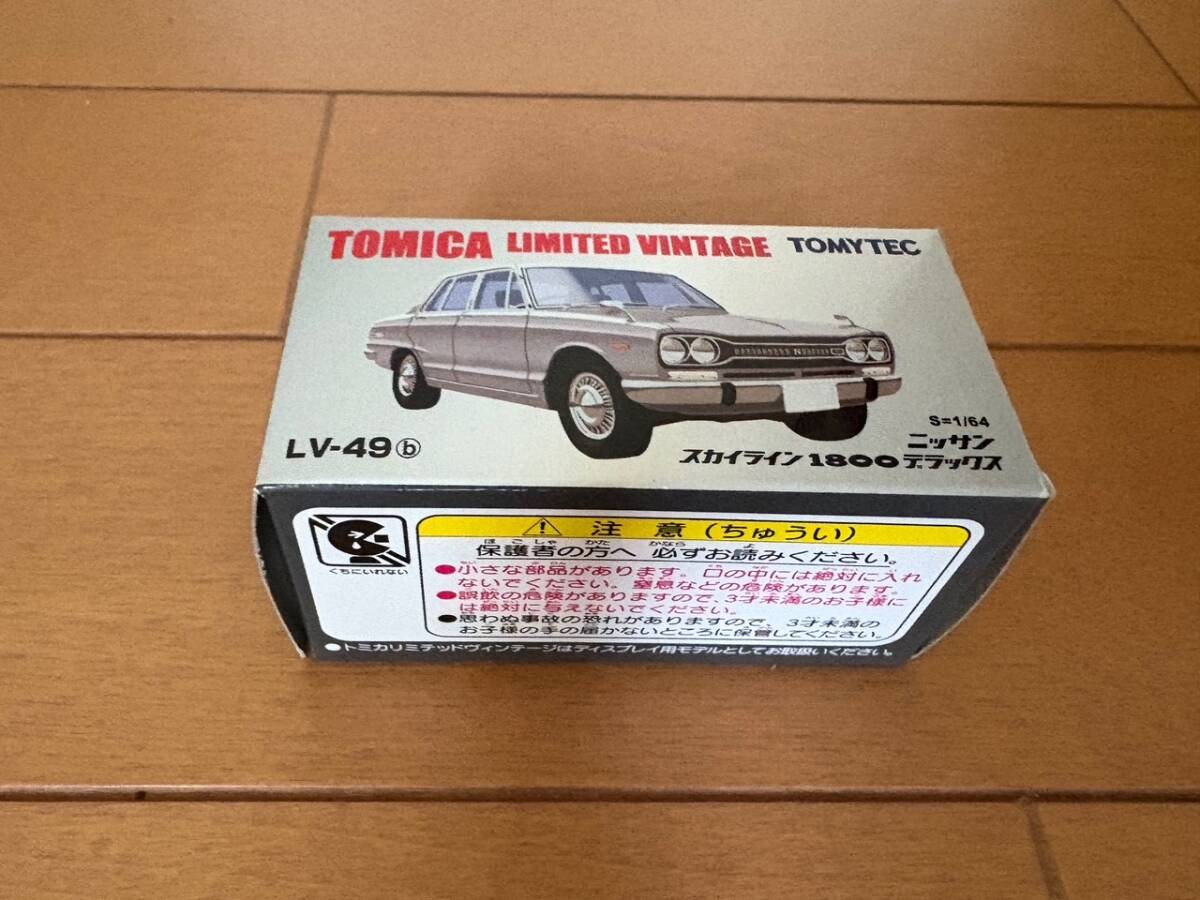 TOMICA LIMITED VINTAGE TOMYTEC
S=1/64
LV-49ⓑ
ニッサン
スカイライン1800デラックス
くちにいれない
⚠ 注意(ちゅうい)
保護者の方へ 必ずお読みください。
●小さな部品があります。口の中には絶対に入れ
ないでください。窒息などの危険があります。
●誤飲の危険がありますので、3才未満のお子様に
は絶対に与えないでください。
●思わぬ事故の恐れがありますので、3才未満の
お子様の手の届かないところに保管してください。
●トミカリミテッドヴィンテージはディスプレイ用モデルとしてお取扱いください。